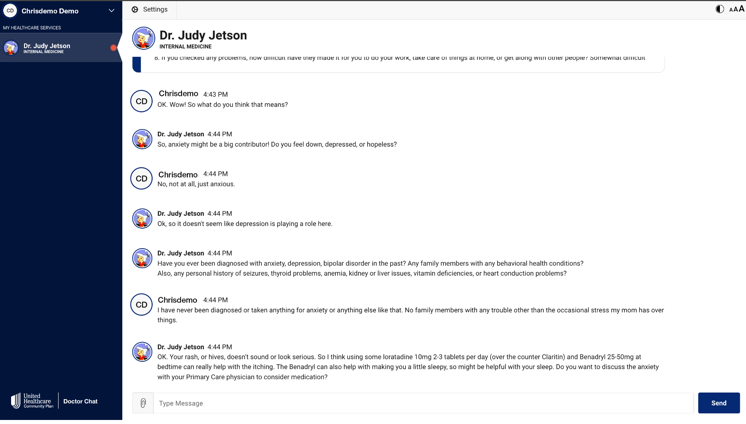 CD Chrisdemo Demo
MY HEALTHCARE SERVICES
Dr. Judy Jetson
INTERNAL MEDICINE
Settings
AAA
Dr. Judy Jetson
INTERNAL MEDICINE
8. If you checked any problems, how difficult have they made it for you to do your work, take care of things at home, or get along with other people? Somewhat difficult
CD
Chrisdemo 4:43 PM
OK. Wow! So what do you think that means?
Dr. Judy Jetson 4:44 PM
So, anxiety might be a big contributor! Do you feel down, depressed, or hopeless?
CD
Chrisdemo 4:44 PM
No, not at all, just anxious.
Dr. Judy Jetson 4:44 PM
Ok, so it doesn't seem like depression is playing a role here.
Dr. Judy Jetson 4:44 PM
Have you ever been diagnosed with anxiety, depression, bipolar disorder in the past? Any family members with any behavioral health conditions?
Also, any personal history of seizures, thyroid problems, anemia, kidney or liver issues, vitamin deficiencies, or heart conduction problems?
CD
Chrisdemo 4:44 PM
I have never been diagnosed or taken anything for anxiety or anything else like that. No family members with any trouble other than the occasional stress my mom has over
things.
Dr. Judy Jetson 4:44 PM
OK. Your rash, or hives, doesn't sound or look serious. So I think using some loratadine 10mg 2-3 tablets per day (over the counter Claritin) and Benadryl 25-50mg at
bedtime can really help with the itching. The Benadryl can also help with making you a little sleepy, so might be helpful with your sleep. Do you want to discuss the anxiety
with your Primary Care physician to consider medication?
United
Healthcare
Community Plan
Doctor Chat
Type Message
Send